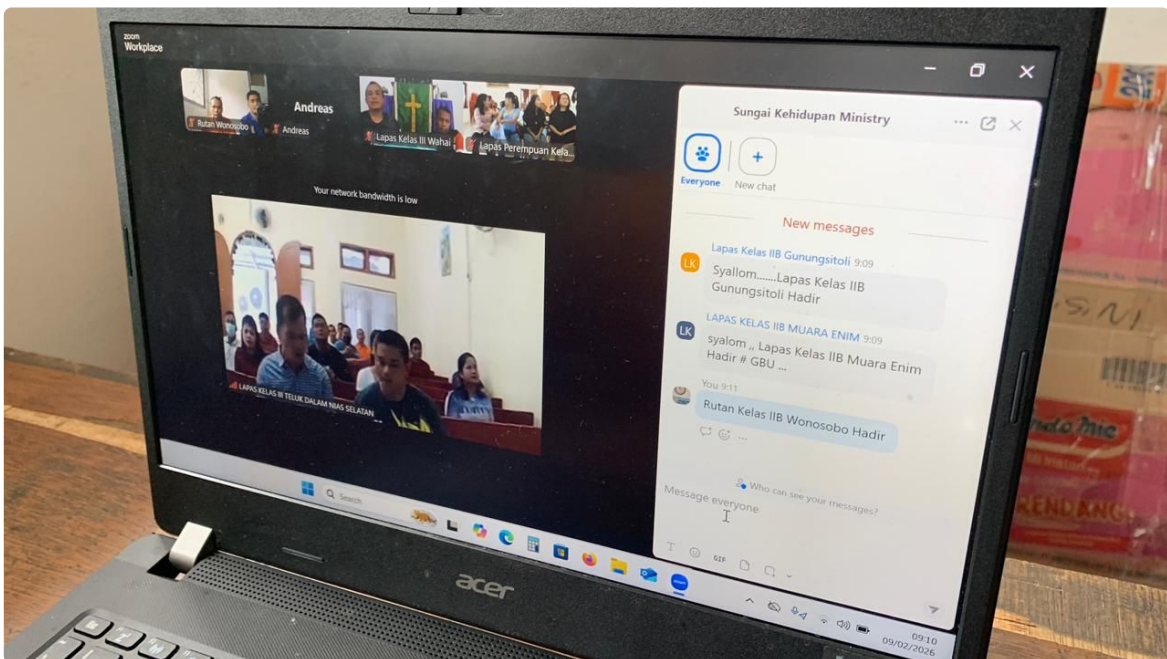 zoom
Workplace
Rutan Wonosobo
Andreas
Andreas
Lapas Kelas III Wahai
Lapas Perempuan Kela...
Your network bandwidth is low
LAPAS KELAS III TELUK DALAM NIAS SELATAN
Sungai Kehidupan Ministry
Everyone
New chat
New messages
Lapas Kelas IIB Gunungsitoli 9:09
LK
Syallom.......Lapas Kelas IIB
Gunungsitoli Hadir
LAPAS KELAS IIB MUARA ENIM 9:09
LK
syalom ,, Lapas Kelas IIB Muara Enim
Hadir # GBU ...
You 9:11
Rutan Kelas IIB Wonosobo Hadir
Who can see your messages?
Message everyone
GIF
Search
09:10
09/02/2026
acer
RENDANG